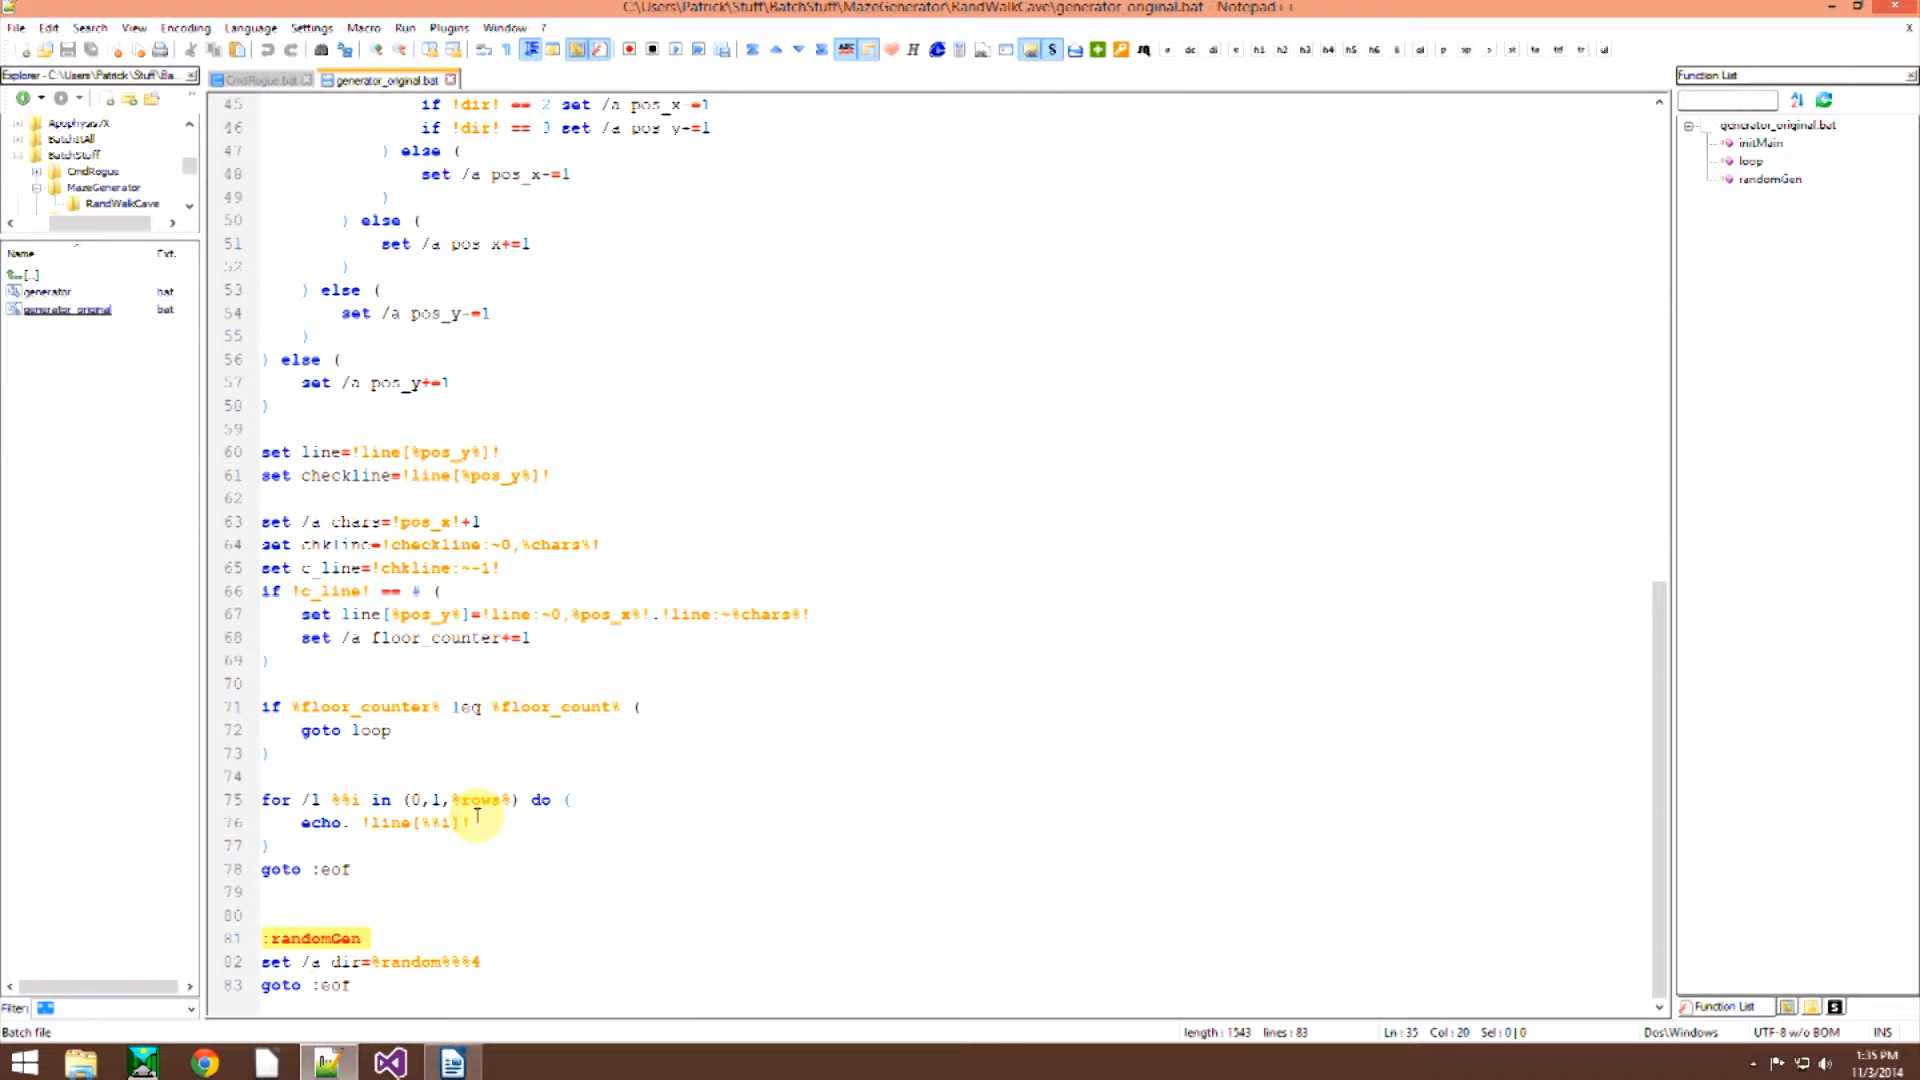 C:\Users\Patrick\Stuff\BatchStuff\MazeGenerator\RandWalkCave\generator_original.bat - Notepad++
File Edit Search View Encoding Language Settings Macro Run Plugins Window ? X
h1 h2 h3 h4 h5 h6
Explorer - C:\Users\Patrick\Stuff\Ba...
CmdRogue.bat
generator_original.bat
Function List
Apophysis7X
BatchStuff
CmdRogus
MazeGenerator
RandWalkCave
Name Ext.
[..]
generator bat
generator_original bat
Filter:
45 if !dir! == 2 set /a pos_x-=1
46 if !dir! == 3 set /a pos_y-=1
47 ) else (
48 set /a pos_x-=1
49 )
50 ) else (
51 set /a pos_x+=1
52 )
53 ) else (
54 set /a pos_y-=1
55 )
56 ) else (
57 set /a pos_y+=1
58 )
59
60 set line=!line[%pos_y%]!
61 set checkline=!line[%pos_y%]!
62
63 set /a chars=!pos_x!+1
64 set chkline=!checkline:~0,%chars%!
65 set c_line=!chkline:~-1!
66 if !c_line! == # (
67 set line[%pos_y%]=!line:~0,%pos_x%!.!line:~%chars%!
68 set /a floor_counter+=1
69 )
70
71 if %floor_counter% leq %floor_count% (
72 goto loop
73 )
74
75 for /l %%i in (0,1,%rows%) do (
76 echo. !line[%%i]!
77 )
78 goto :eof
79
80
81 :randomGen
82 set /a dir=%random%%%4
83 goto :eof
generator_original.bat
initMain
loop
randomGen
Function List
Batch file
length : 1543 lines : 83
Ln : 35 Col : 20 Sel : 0 | 0
Dos\Windows
UTF-8 w/o BOM
INS
1:35 PM
11/3/2014